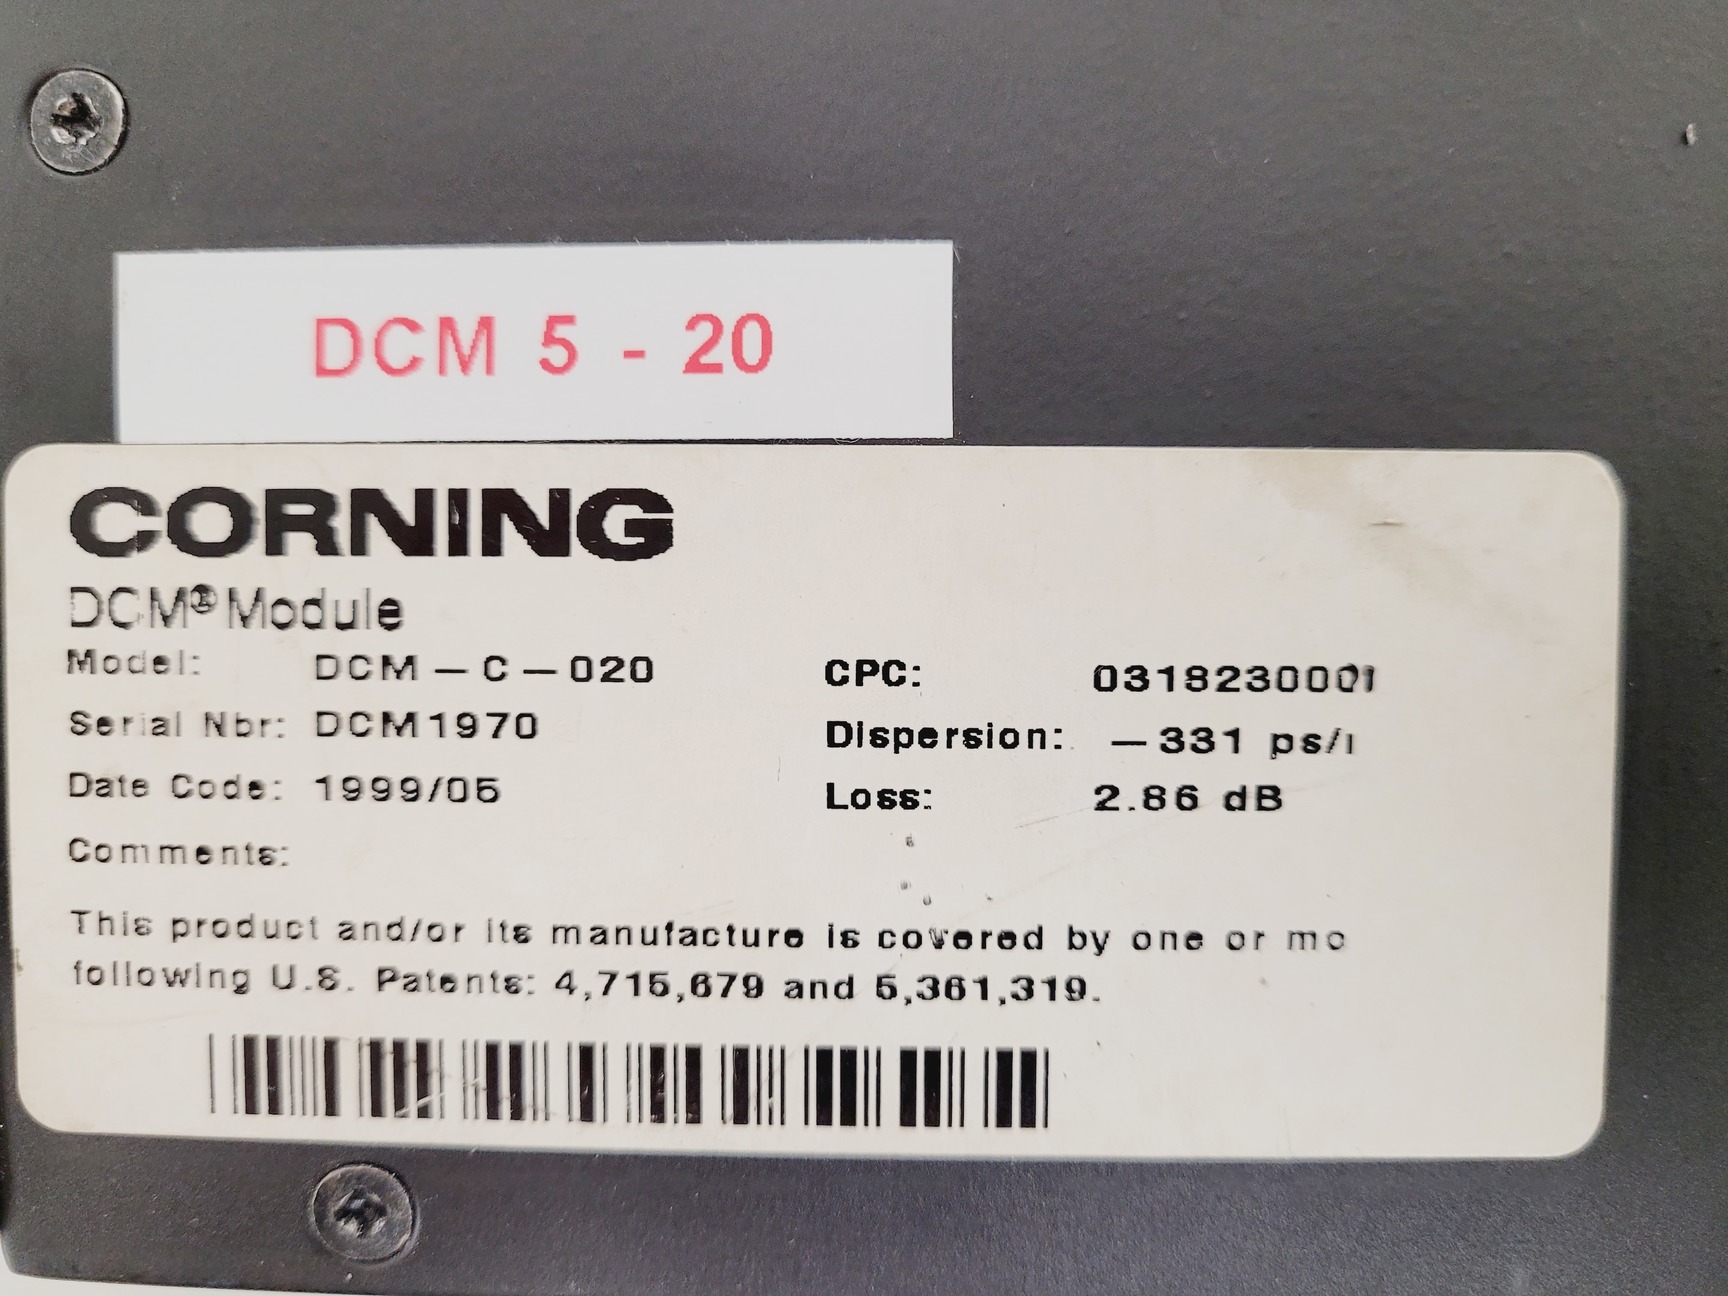 DCM 5 - 20
CORNING
DCM® Module
Model: DCM - C - 020
CPC: 0318230001
Serial Nbr: DCM1970
Dispersion: -331 ps/
Date Code: 1999/05
Loss: 2.86 dB
Comments:
This product and/or its manufacture is covered by one or mo
following U.S. Patents: 4,715,679 and 5,361,319.